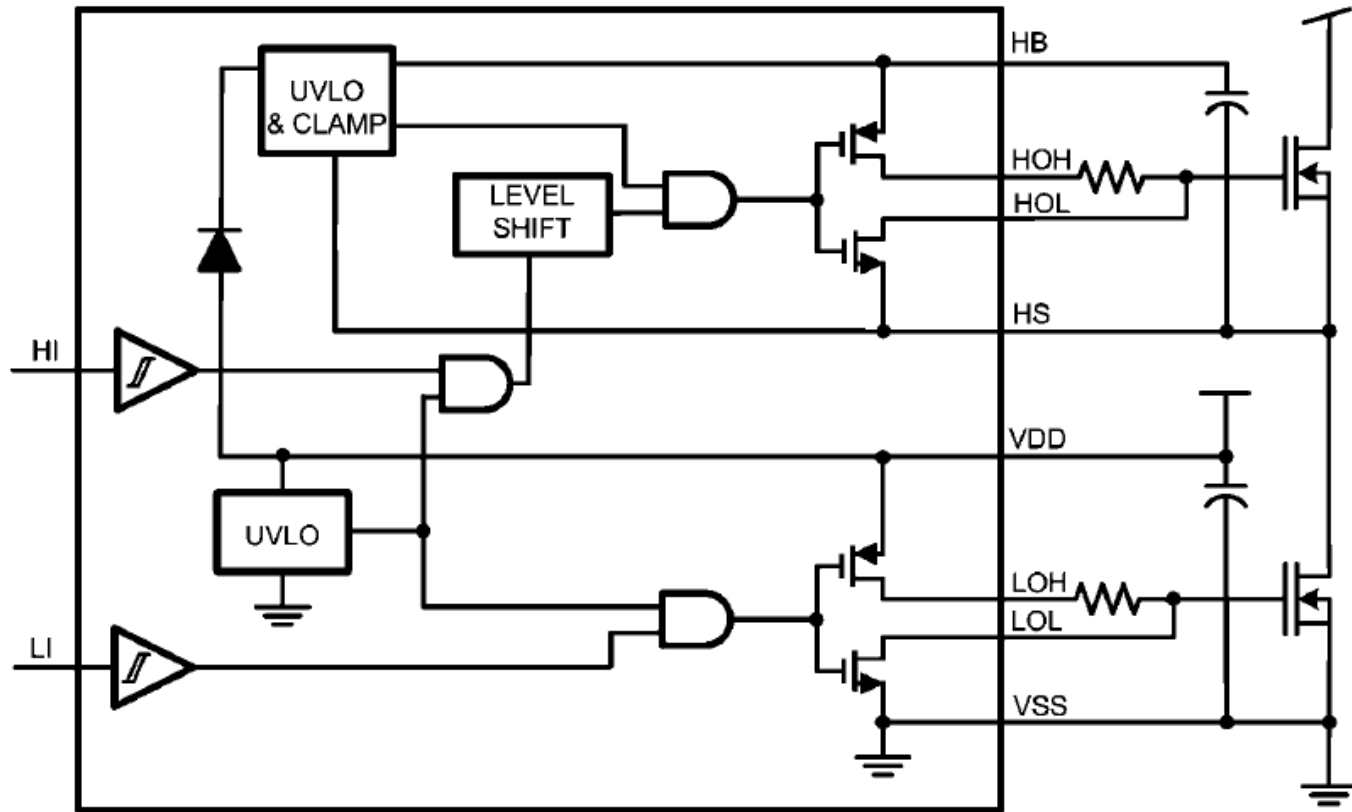 HB
UVLO
& CLAMP
HOH
LEVEL
SHIFT
HOL
HS
HI
VDD
UVLO
LOH
LOL
LI
VSS